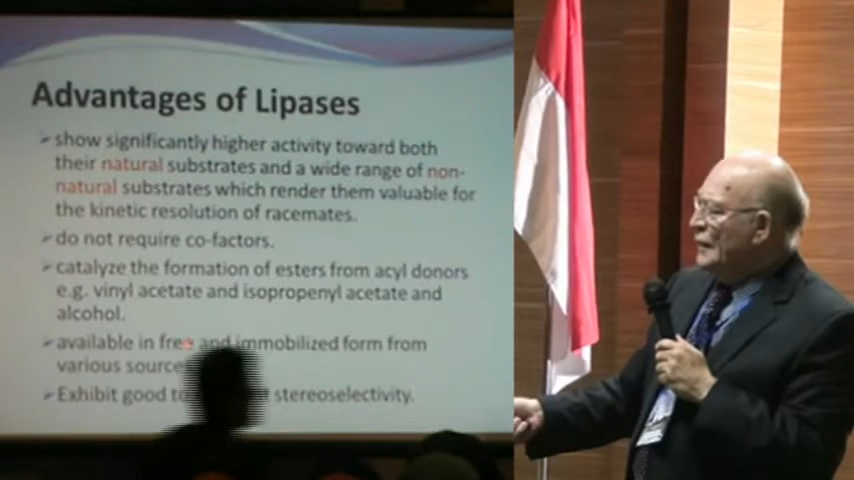 Advantages of Lipases
show significantly higher activity toward both
their natural substrates and a wide range of non-
natural substrates which render them valuable for
the kinetic resolution of racemates.
do not require co-factors.
catalyze the formation of esters from acyl donors
e.g. vinyl acetate and isopropenyl acetate and
alcohol.
available in free and immobilized form from
various source
Exhibit good to stereoselectivity.